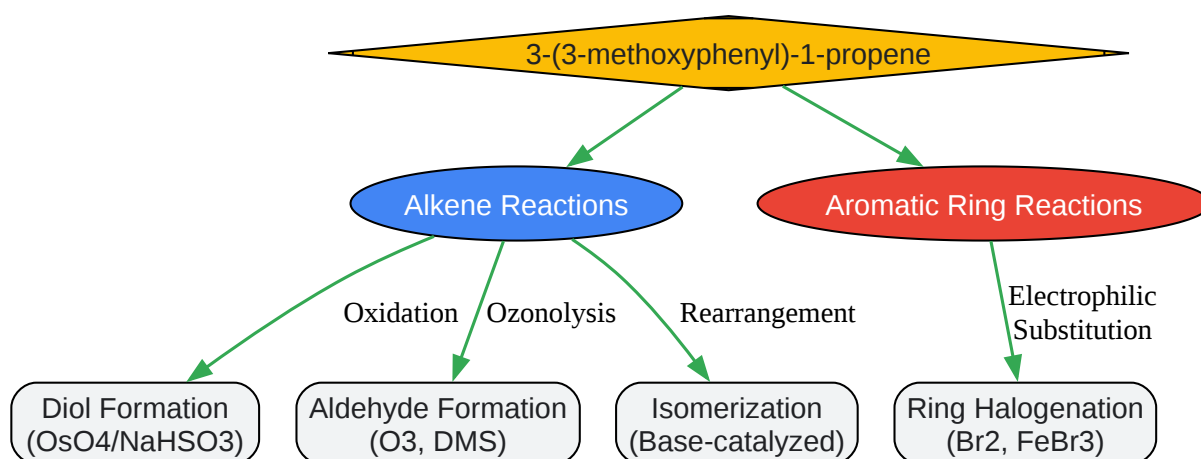 3-(3-methoxyphenyl)-1-propene
Alkene Reactions
Aromatic Ring Reactions
Oxidation
Ozonolysis
Rearrangement
Electrophilic
Substitution
Diol Formation
(OsO4/NaHSO3)
Aldehyde Formation
(O3, DMS)
Isomerization
(Base-catalyzed)
Ring Halogenation
(Br2, FeBr3)